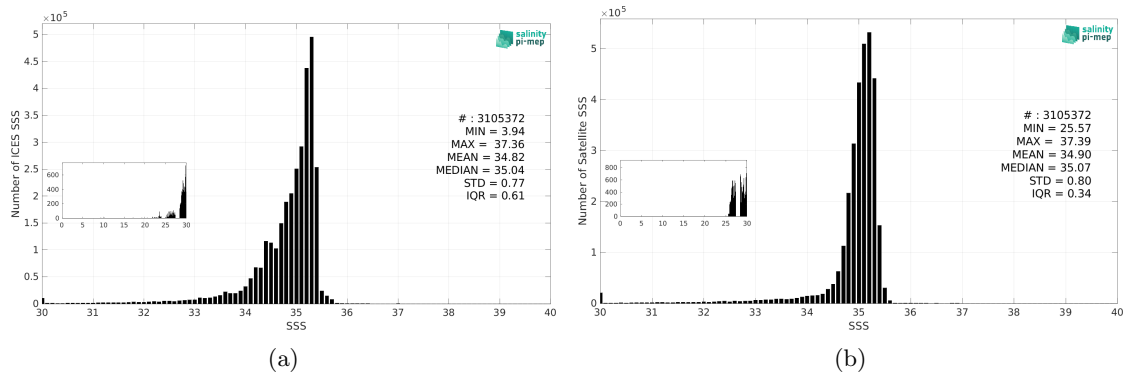 ×10⁵
5
4.5
4
3.5
3
2.5
2
1.5
1
0.5
0
Number of ICES SSS
salinity
pi-mep
# : 3105372
MIN = 3.94
MAX = 37.36
MEAN = 34.82
MEDIAN = 35.04
STD = 0.77
IQR = 0.61
600
400
200
0
0 5 10 15 20 25 30
30 31 32 33 34 35 36 37 38 39 40
SSS
(a)
×10⁵
5
4
3
2
1
0
Number of Satellite SSS
salinity
pi-mep
# : 3105372
MIN = 25.57
MAX = 37.39
MEAN = 34.90
MEDIAN = 35.07
STD = 0.80
IQR = 0.34
800
600
400
200
0
0 5 10 15 20 25 30
30 31 32 33 34 35 36 37 38 39 40
SSS
(b)